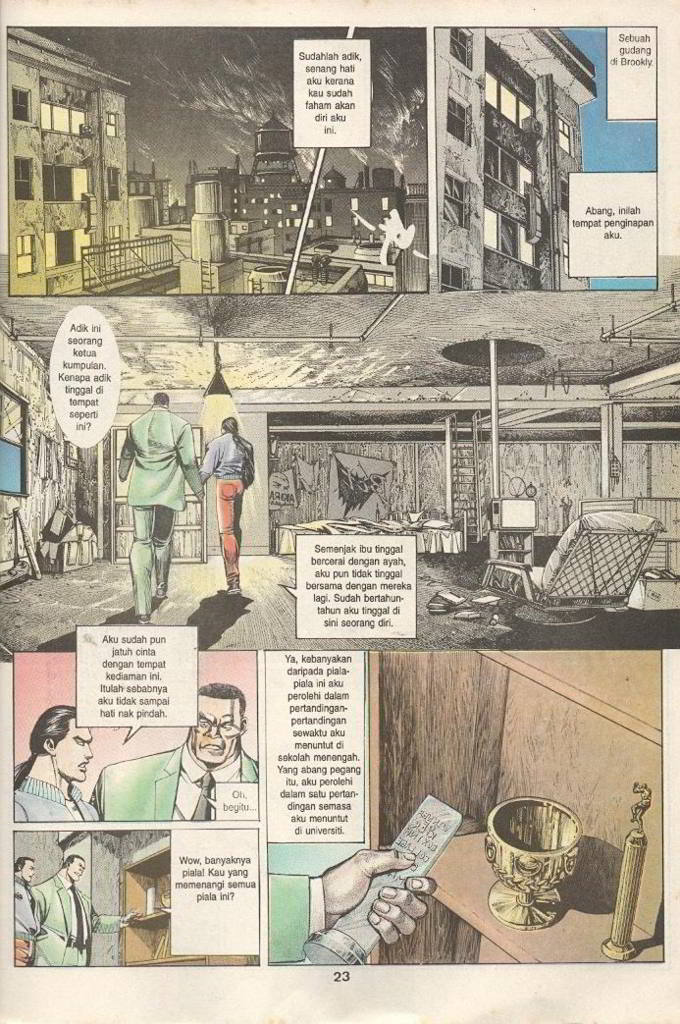 Sudahlah adik,
senang hati
aku kerana
kau sudah
faham akan
diri aku
ini.
Sebuah
gudang
di Brookly.
Abang, inilah
tempat penginapan
aku.
Adik ini
seorang
ketua
kumpulan.
Kenapa adik
tinggal di
tempat
seperti
ini?
Semenjak ibu tinggal
bercerai dengan ayah,
aku pun tidak tinggal
bersama dengan mereka
lagi. Sudah bertahun-
tahun aku tinggal di
sini seorang diri.
Aku sudah pun
jatuh cinta
dengan tempat
kediaman ini.
Itulah sebabnya
aku tidak sampai
hati nak pindah.
Oh,
begitu...
Wow, banyaknya
piala! Kau yang
memenangi semua
piala ini?
Ya, kebanyakan
daripada piala-
piala ini aku
perolehi dalam
pertandingan-
pertandingan
sewaktu aku
menuntut di
sekolah menengah.
Yang abang pegang
itu, aku perolehi
dalam satu pertan-
dingan semasa
aku menuntut
di universiti.
23